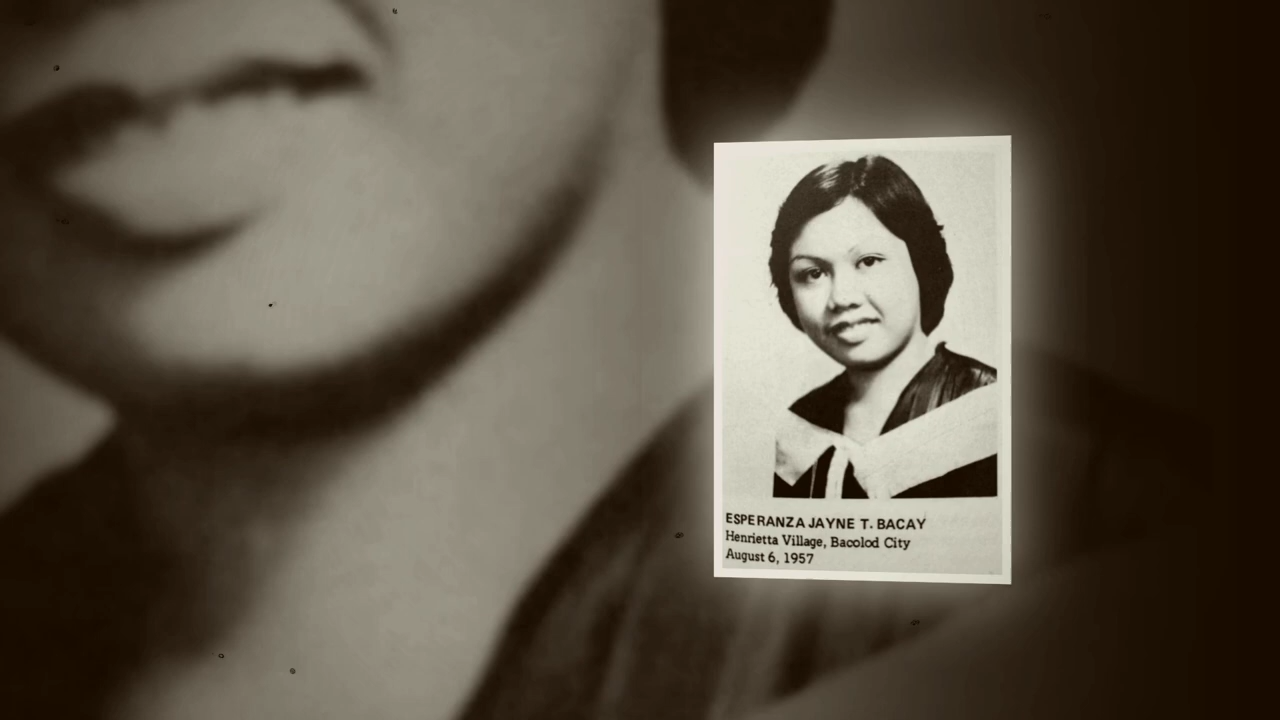 ESPERANZA JAYNE T. BACAY
Henrietta Village, Bacolod City
August 6, 1957